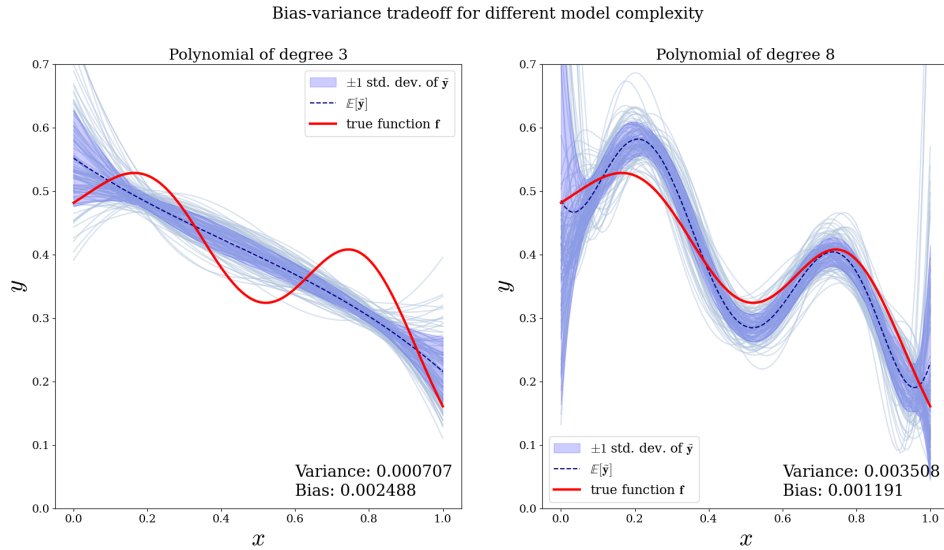 Bias-variance tradeoff for different model complexity
Polynomial of degree 3
0.7
0.6
0.5
0.4
0.3
0.2
0.1
0.0
y
0.0 0.2 0.4 0.6 0.8 1.0
x
±1 std. dev. of ỹ
𝔼[ỹ]
true function f
Variance: 0.000707
Bias: 0.002488
Polynomial of degree 8
0.7
0.6
0.5
0.4
0.3
0.2
0.1
0.0
y
0.0 0.2 0.4 0.6 0.8 1.0
x
±1 std. dev. of ỹ
𝔼[ỹ]
true function f
Variance: 0.003508
Bias: 0.001191